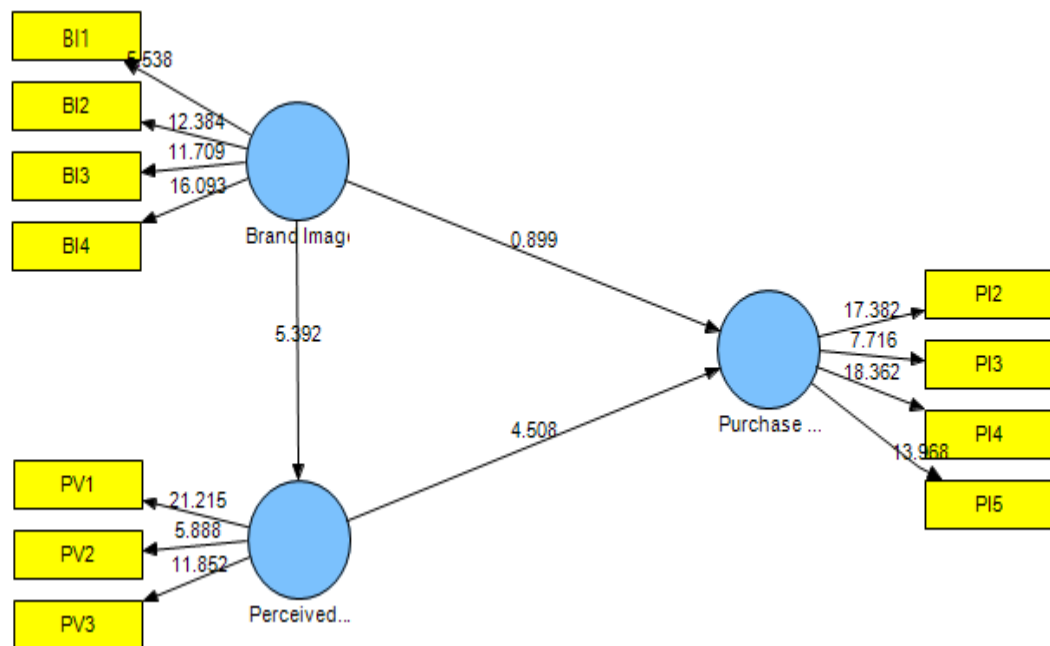 BI1
5.538
BI2
12.384
BI3
11.709
16.093
BI4
Brand Image
0.899
5.392
PI2
17.382
PI3
7.716
18.362
PI4
Purchase ...
13.968
PI5
4.508
PV1
21.215
PV2
5.888
11.852
PV3
Perceived...